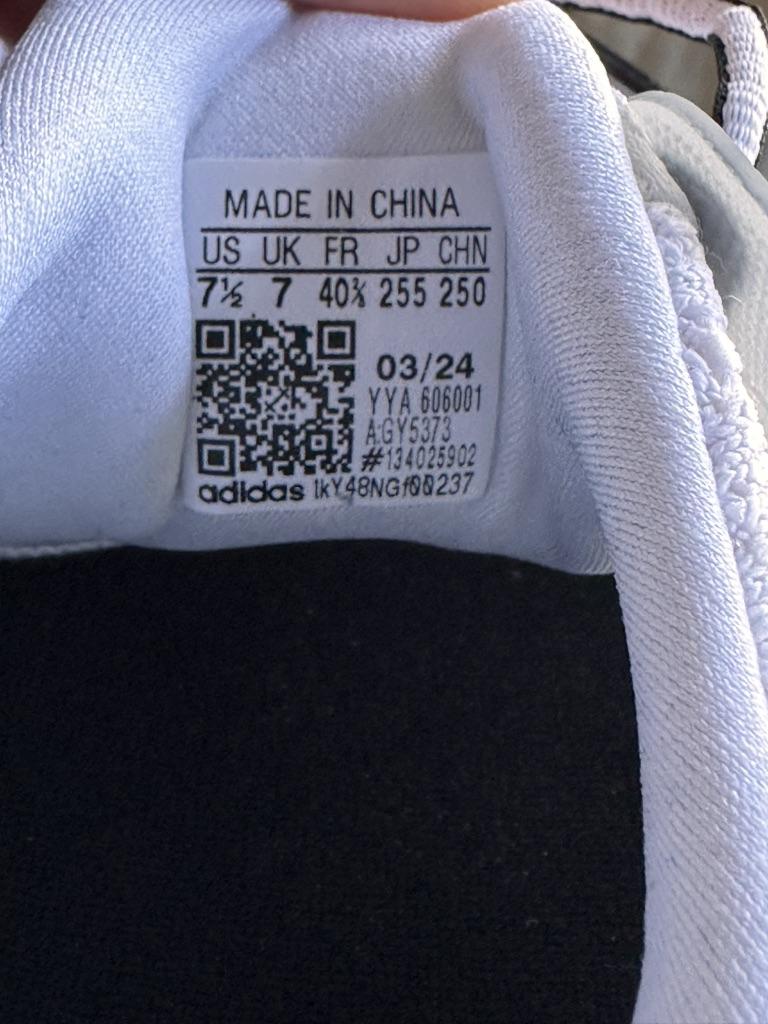 MADE IN CHINA
US UK FR JP CHN
7½ 7 40⅔ 255 250
03/24
YYA 606001
A:GY5373
#134025902
adidas 1kY48NGf00237